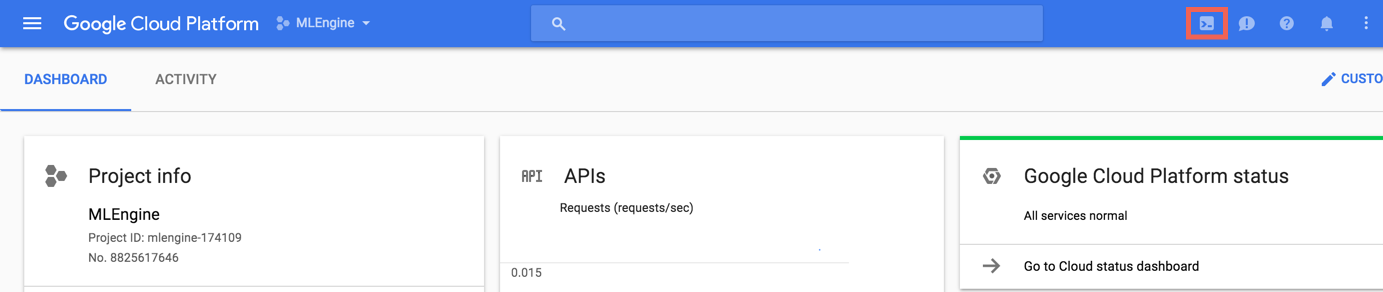 Google Cloud Platform MLEngine
DASHBOARD ACTIVITY CUSTO
Project info
MLEngine
Project ID: mlengine-174109
No. 8825617646
API APIs
Requests (requests/sec)
0.015
Google Cloud Platform status
All services normal
Go to Cloud status dashboard